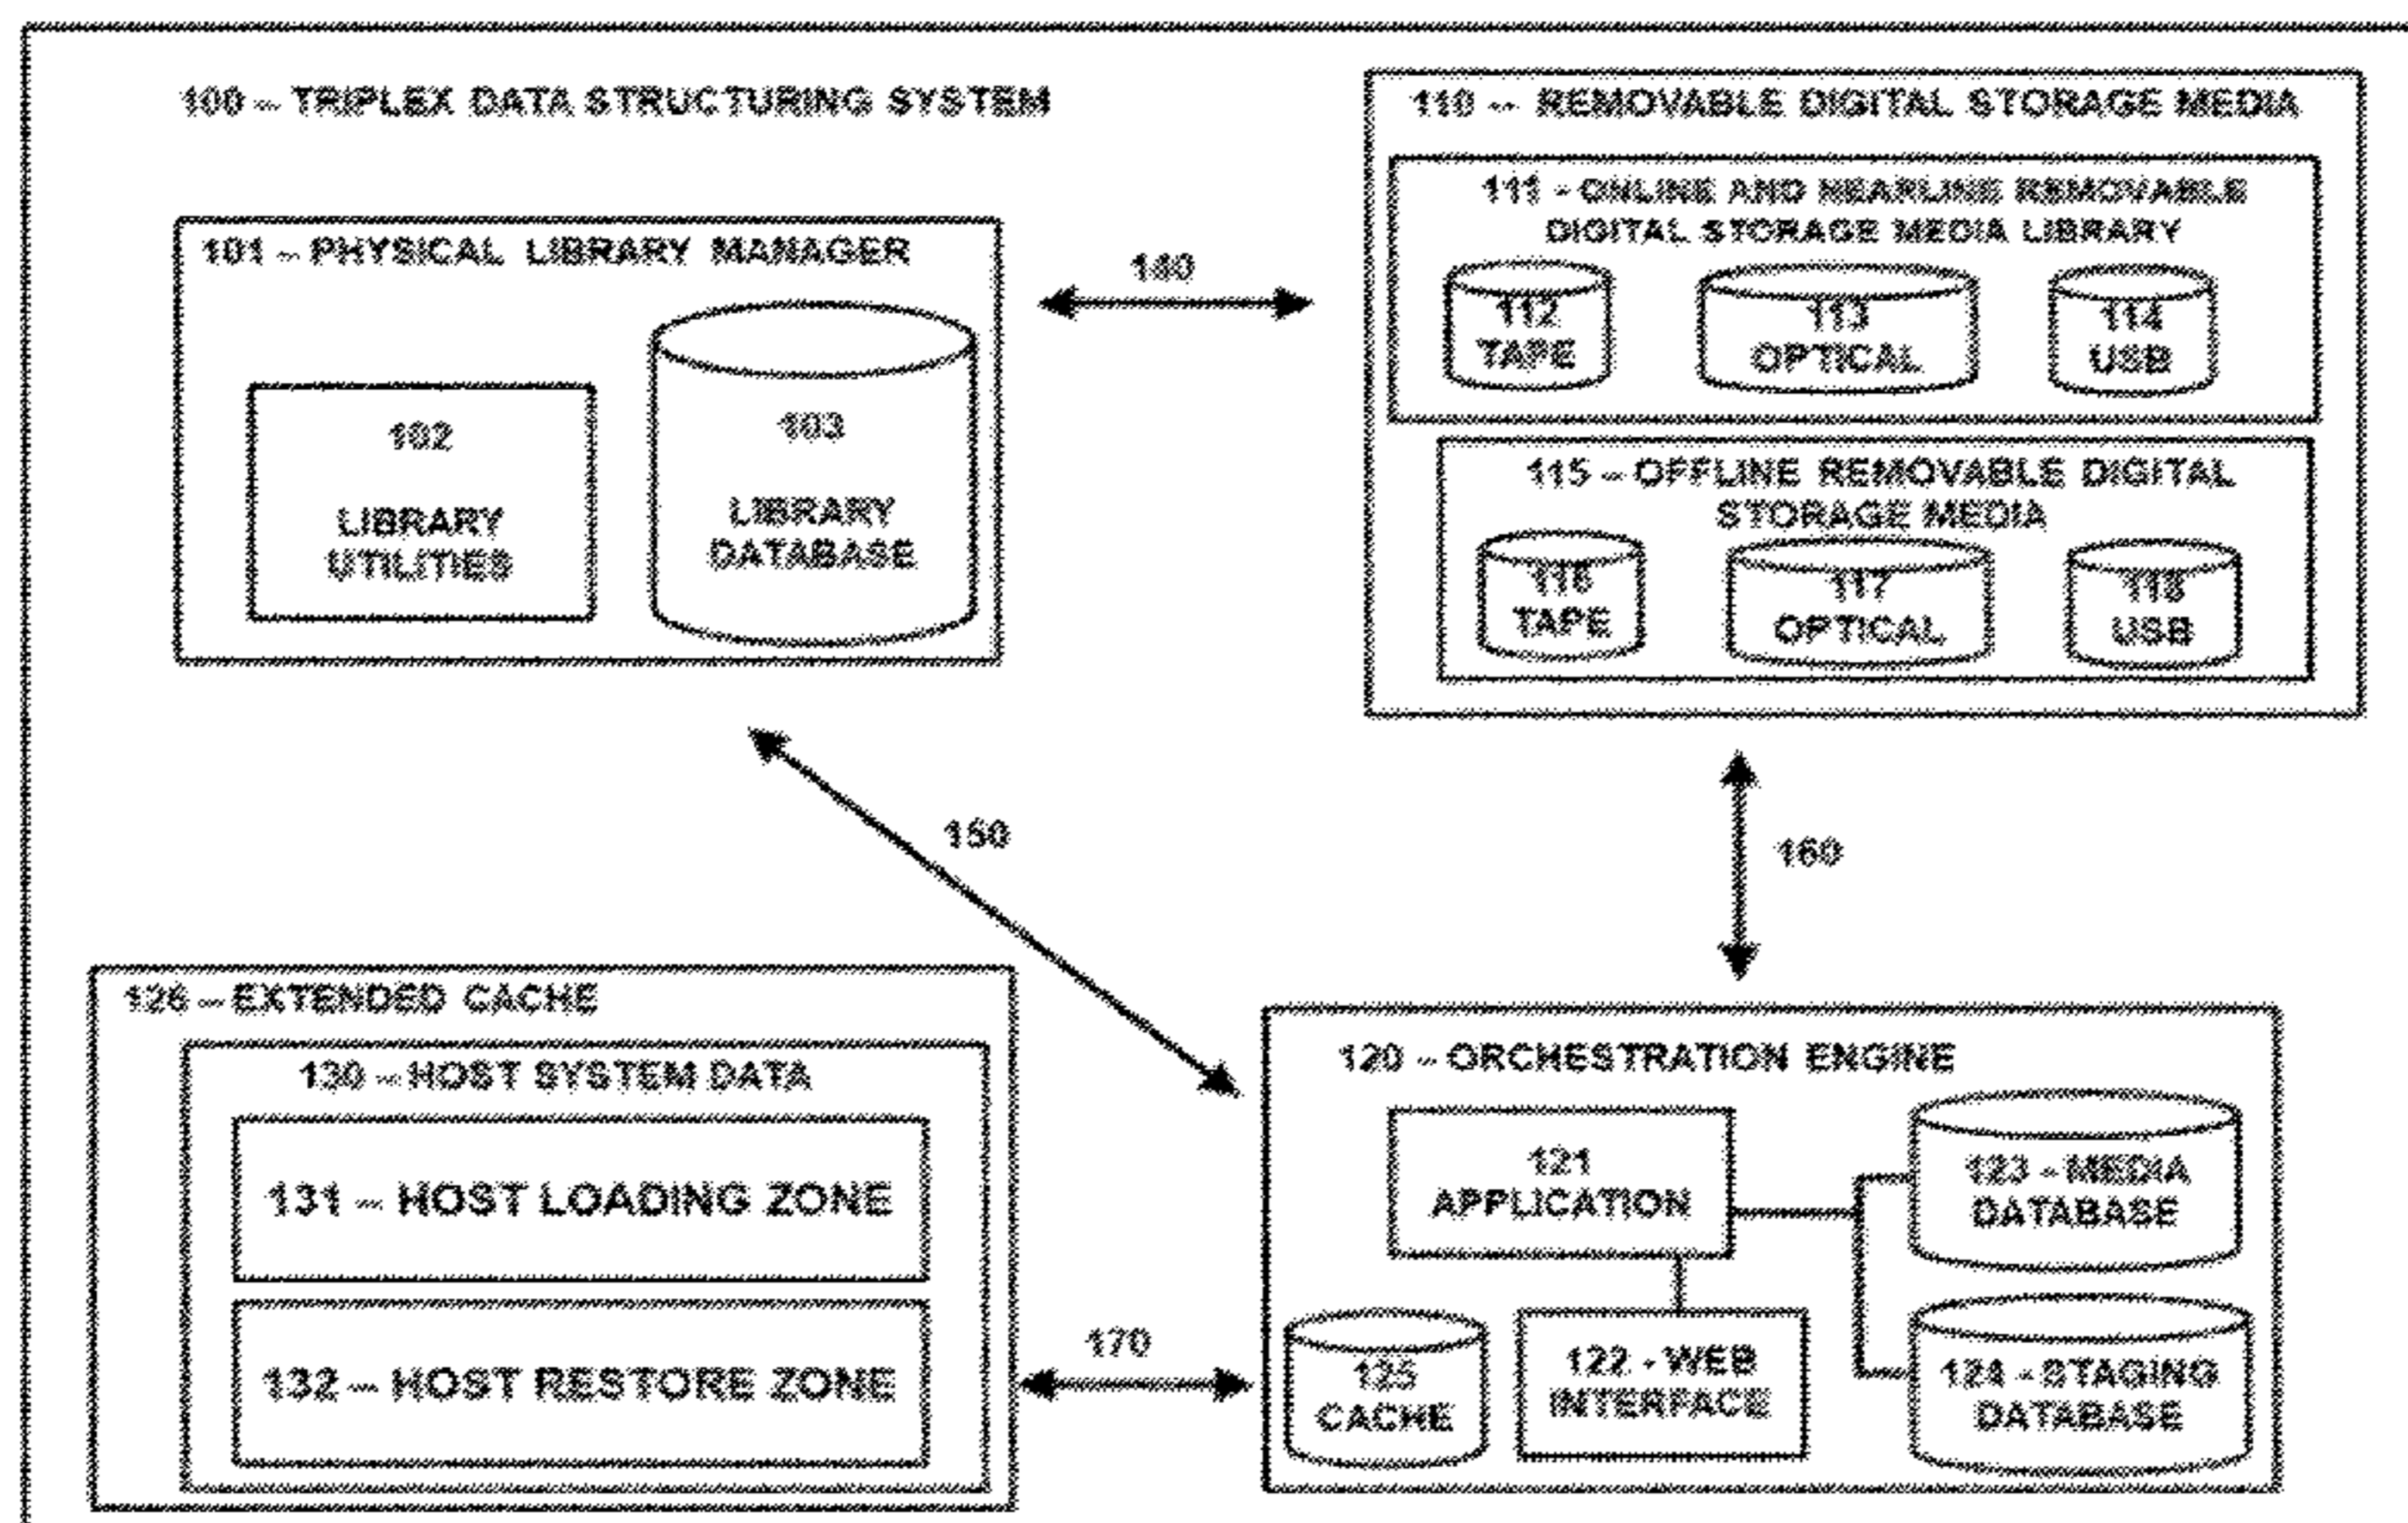 100 – TRIPLEX DATA STRUCTURING SYSTEM
110 – REMOVABLE DIGITAL STORAGE MEDIA
111 - ONLINE AND NEARLINE REMOVABLE
DIGITAL STORAGE MEDIA LIBRARY
112
TAPE
113
OPTICAL
114
USB
115 – OFFLINE REMOVABLE DIGITAL
STORAGE MEDIA
116
TAPE
117
OPTICAL
118
USB
101 – PHYSICAL LIBRARY MANAGER
102
LIBRARY
UTILITIES
103
LIBRARY
DATABASE
140
150
160
126 – EXTENDED CACHE
130 – HOST SYSTEM DATA
131 – HOST LOADING ZONE
132 – HOST RESTORE ZONE
170
120 – ORCHESTRATION ENGINE
121
APPLICATION
123 - MEDIA
DATABASE
125
CACHE
122 - WEB
INTERFACE
124 - STAGING
DATABASE